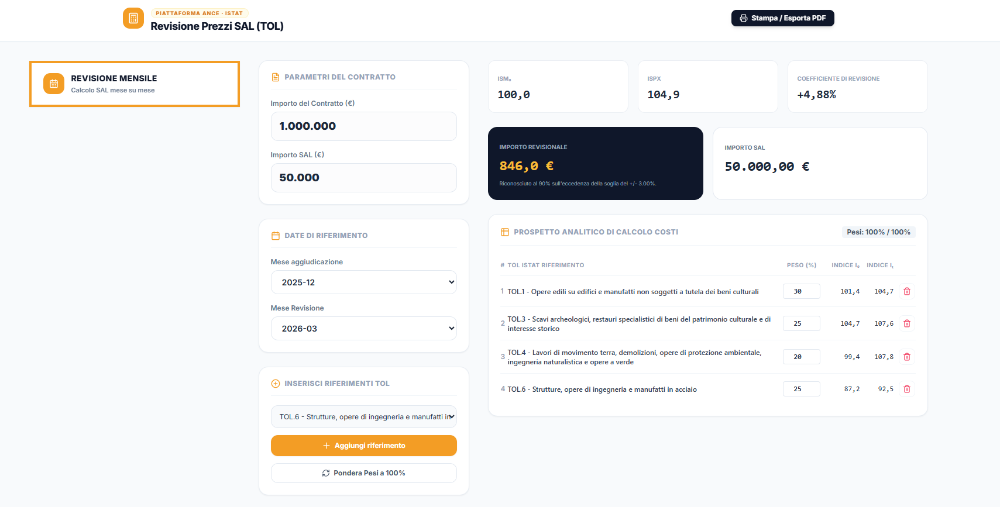 PIATTAFORMA ANCE · ISTAT
Revisione Prezzi SAL (TOL)
Stampa / Esporta PDF
REVISIONE MENSILE
Calcolo SAL mese su mese
PARAMETRI DEL CONTRATTO
Importo del Contratto (€)
1.000.000
Importo SAL (€)
50.000
DATE DI RIFERIMENTO
Mese aggiudicazione
2025-12
Mese Revisione
2026-03
INSERISCI RIFERIMENTI TOL
TOL.6 - Strutture, opere di ingegneria e manufatti in
Aggiungi riferimento
Pondera Pesi a 100%
ISM₀
100,0
ISPX
104,9
COEFFICIENTE DI REVISIONE
+4,88%
IMPORTO REVISIONALE
846,0 €
Riconosciuto al 90% sull'eccedenza della soglia del +/- 3.00%.
IMPORTO SAL
50.000,00 €
PROSPETTO ANALITICO DI CALCOLO COSTI
Pesi: 100% / 100%
# TOL ISTAT RIFERIMENTO PESO (%) INDICE I₀ INDICE Iₜ
1 TOL.1 - Opere edili su edifici e manufatti non soggetti a tutela dei beni culturali 30 101,4 104,7
2 TOL.3 - Scavi archeologici, restauri specialistici di beni del patrimonio culturale e di
interesse storico 25 104,7 107,6
3 TOL.4 - Lavori di movimento terra, demolizioni, opere di protezione ambientale,
ingegneria naturalistica e opere a verde 20 99,4 107,8
4 TOL.6 - Strutture, opere di ingegneria e manufatti in acciaio 25 87,2 92,5